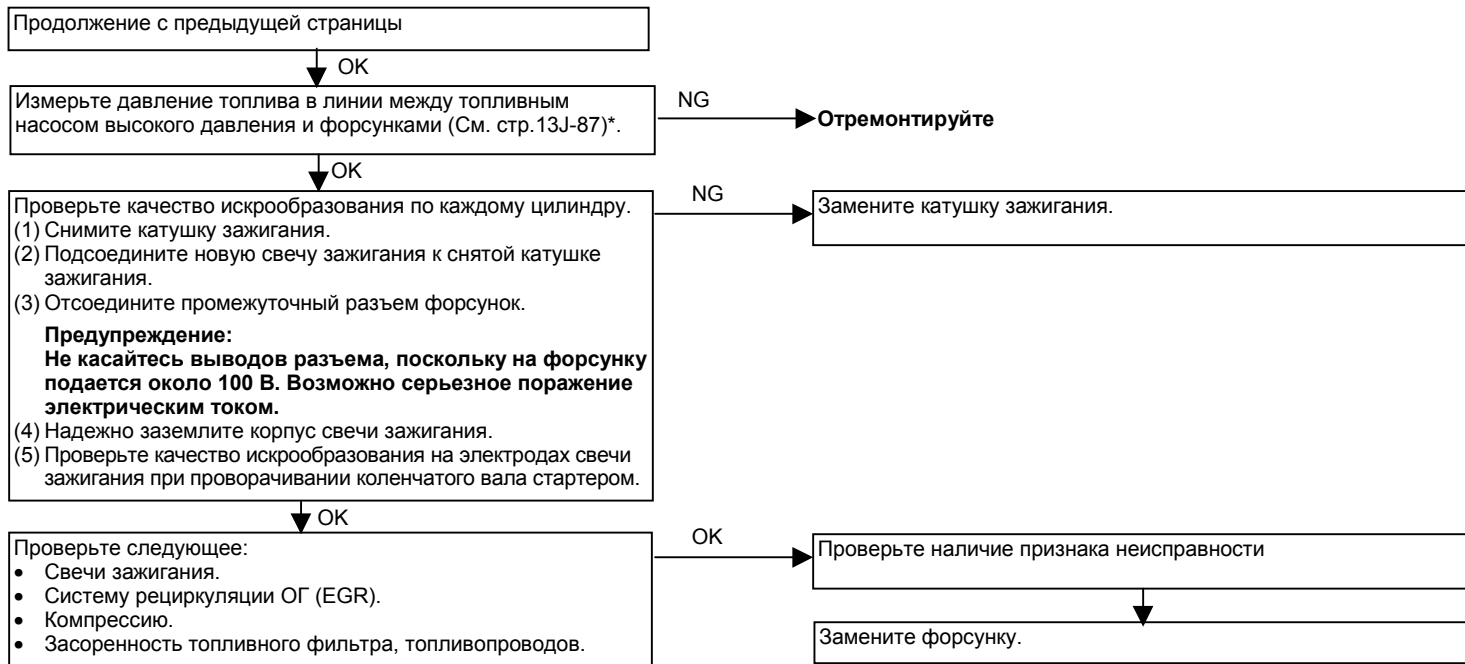 Продолжение с предыдущей страницы
OK
Измерьте давление топлива в линии между топливным
насосом высокого давления и форсунками (См. стр.13J-87)*.
NG
Отремонтируйте
OK
Проверьте качество искрообразования по каждому цилиндру.
(1) Снимите катушку зажигания.
(2) Подсоедините новую свечу зажигания к снятой катушке
зажигания.
(3) Отсоедините промежуточный разъем форсунок.
Предупреждение:
Не касайтесь выводов разъема, поскольку на форсунку
подается около 100 В. Возможно серьезное поражение
электрическим током.
(4) Надежно заземлите корпус свечи зажигания.
(5) Проверьте качество искрообразования на электродах свечи
зажигания при проворачивании коленчатого вала стартером.
NG
Замените катушку зажигания.
OK
Проверьте следующее:
• Свечи зажигания.
• Систему рециркуляции ОГ (EGR).
• Компрессию.
• Засоренность топливного фильтра, топливопроводов.
OK
Проверьте наличие признака неисправности
Замените форсунку.